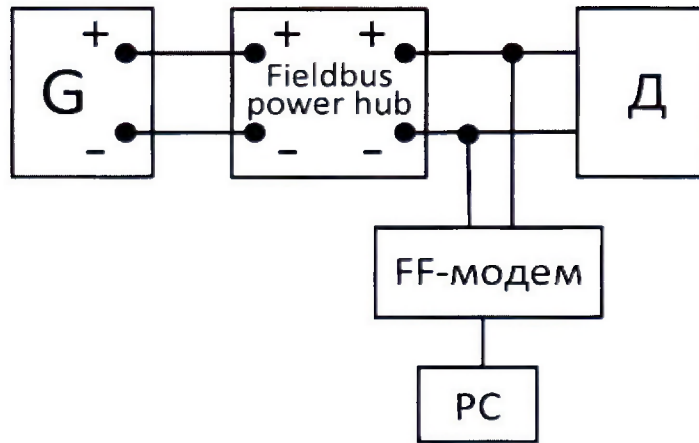 + + +
G Fieldbus Д
power hub
- - -
FF-модем
PC